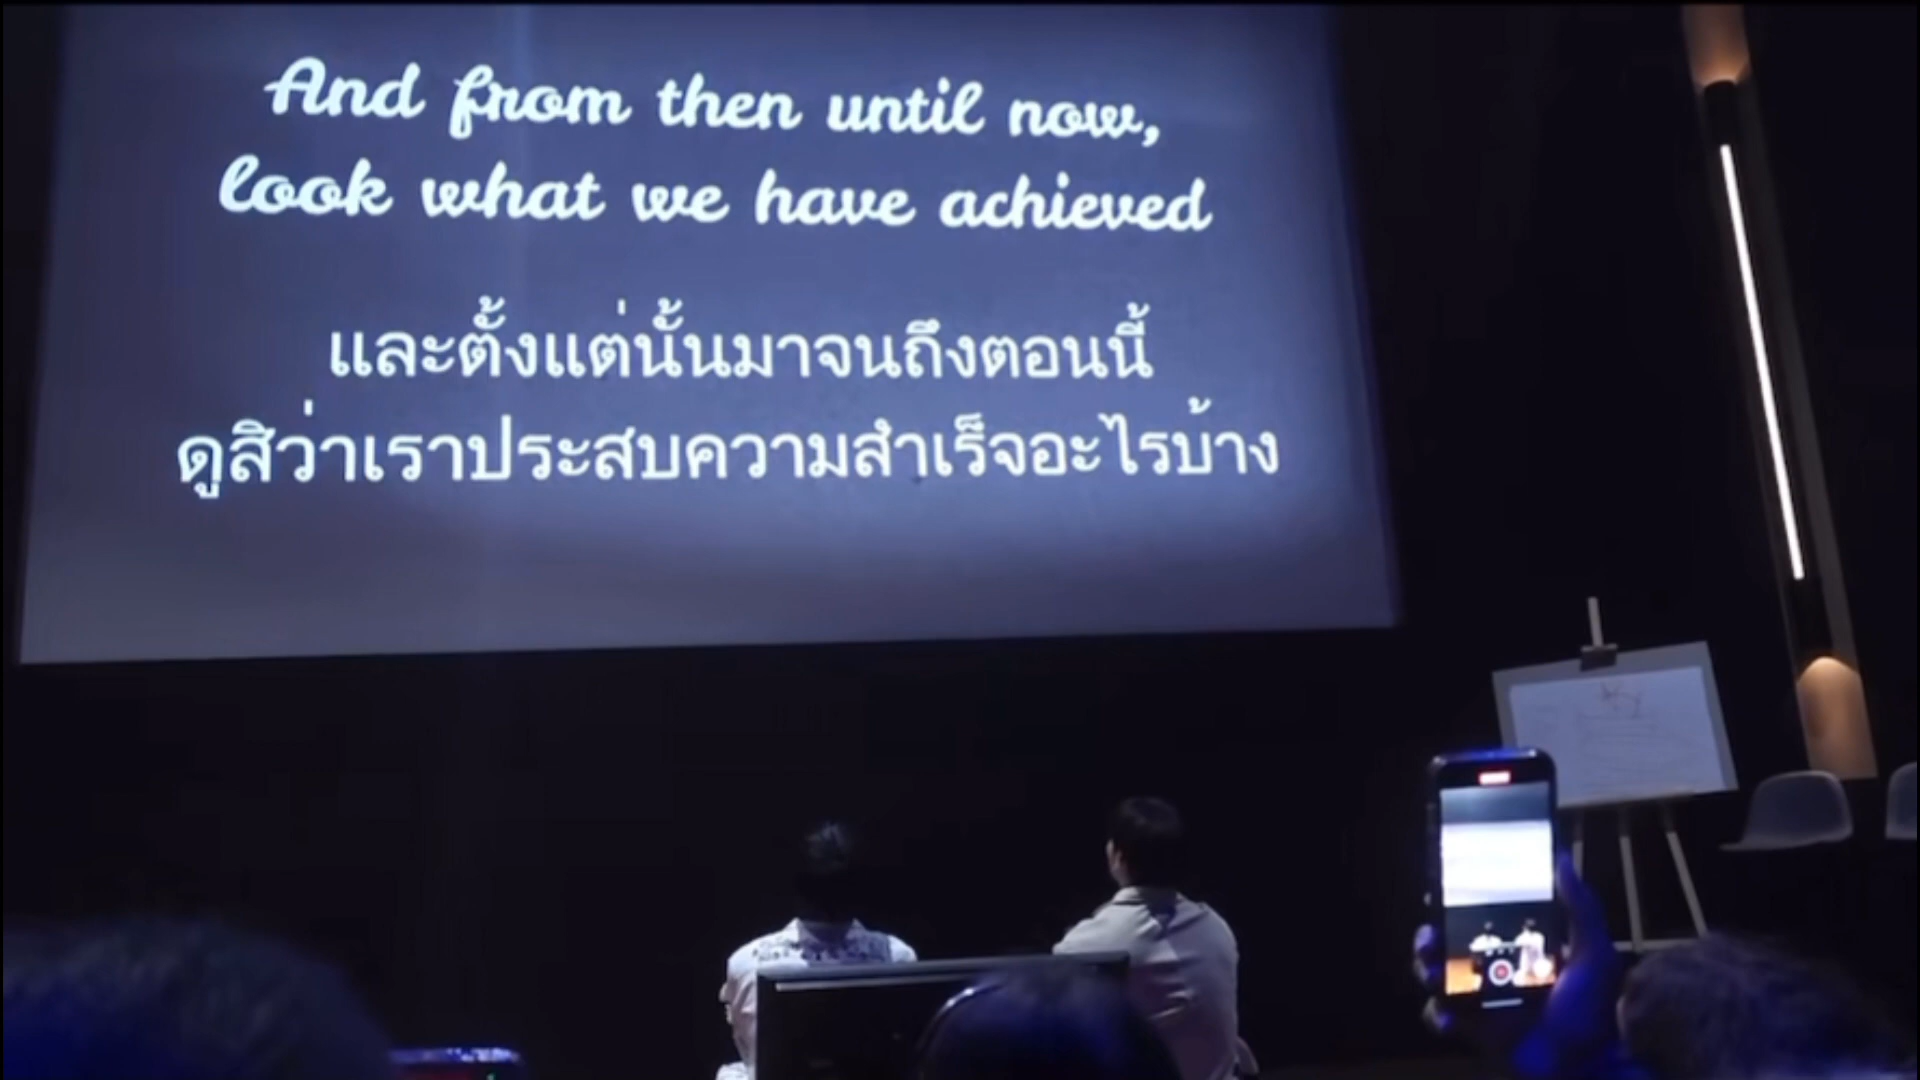 And from then until now,
look what we have achieved
และตั้งแต่นั้นมาจนถึงตอนนี้
ดูสิว่าเราประสบความสำเร็จอะไรบ้าง